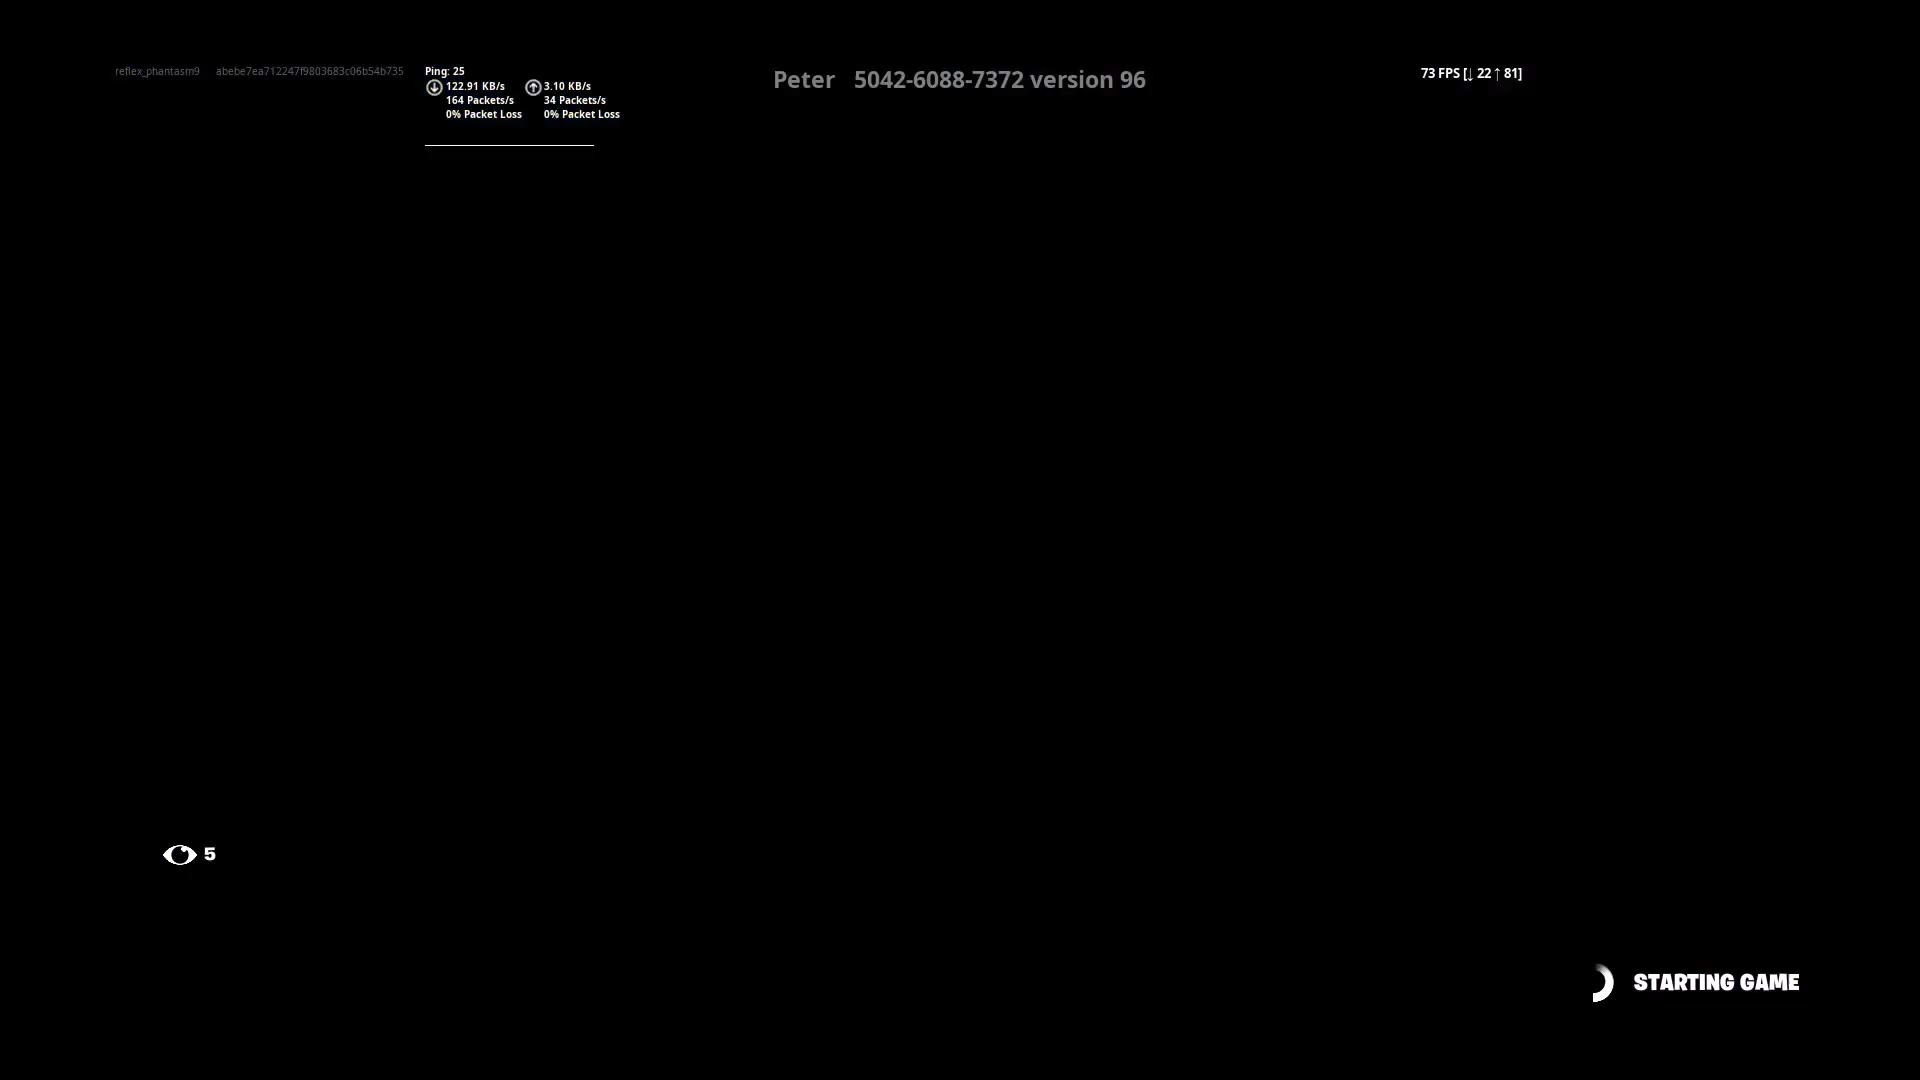 reflex_phantasm9 abebe7ea712247f9803683c06b54b735
Ping: 25
122.91 KB/s 3.10 KB/s
164 Packets/s 34 Packets/s
0% Packet Loss 0% Packet Loss
Peter 5042-6088-7372 version 96
73 FPS [↓ 22 ↑ 81]
5
STARTING GAME